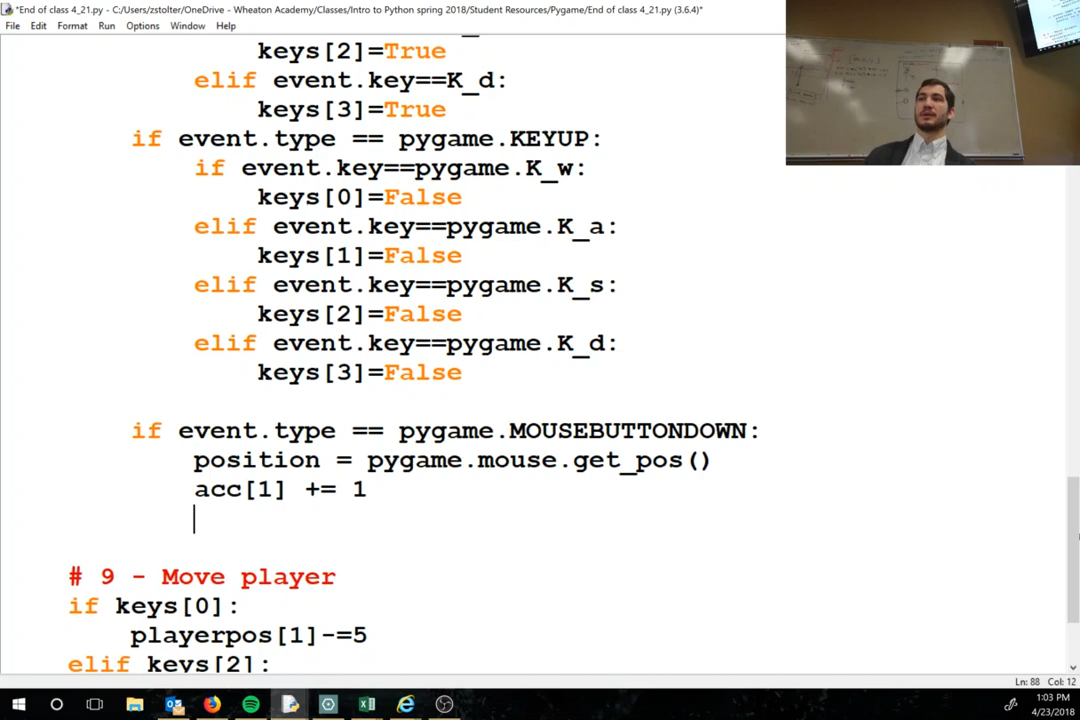 *End of class 4_21.py - C:/Users/zstolter/OneDrive - Wheaton Academy/Classes/Intro to Python spring 2018/Student Resources/Pygame/End of class 4_21.py (3.6.4)*
File Edit Format Run Options Window Help
keys[2]=True
elif event.key==K_d:
keys[3]=True
if event.type == pygame.KEYUP:
if event.key==pygame.K_w:
keys[0]=False
elif event.key==pygame.K_a:
keys[1]=False
elif event.key==pygame.K_s:
keys[2]=False
elif event.key==pygame.K_d:
keys[3]=False
if event.type == pygame.MOUSEBUTTONDOWN:
position = pygame.mouse.get_pos()
acc[1] += 1
# 9 - Move player
if keys[0]:
playerpos[1]-=5
elif keys[2]:
Ln: 88 Col: 12
1:03 PM
4/23/2018